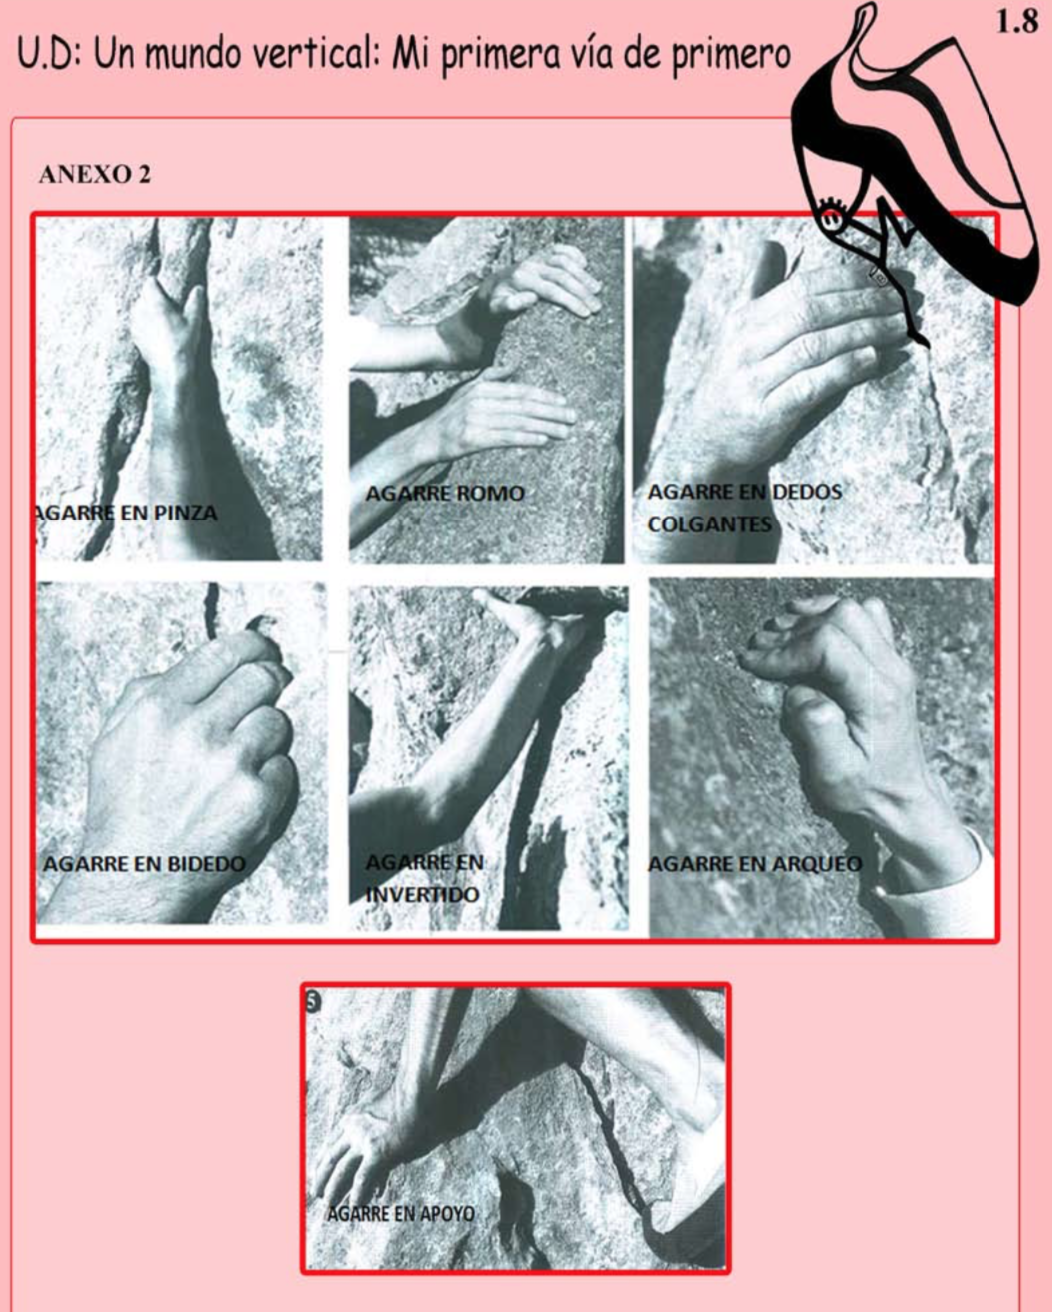 1.8
U.D: Un mundo vertical: Mi primera vía de primero
ANEXO 2
AGARRE EN PINZA
AGARRE ROMO
AGARRE EN DEDOS
COLGANTES
AGARRE EN BIDEDO
AGARRE EN
INVERTIDO
AGARRE EN ARQUEO
5
AGARRE EN APOYO